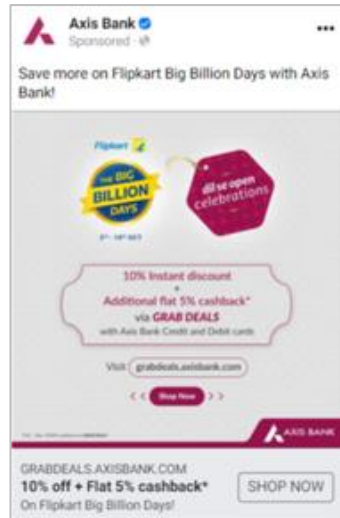 Axis Bank
Sponsored ·
Save more on Flipkart Big Billion Days with Axis
Bank!
Flipkart
THE BIG
BILLION
DAYS
dil se open
celebrations
10% Instant discount
+
Additional flat 5% cashback*
via GRAB DEALS
with Axis Bank Credit and Debit cards
Visit grabdeals.axisbank.com
< < Shop Now > >
AXIS BANK
GRABDEALS.AXISBANK.COM
10% off + Flat 5% cashback*
On Flipkart Big Billion Days!
SHOP NOW